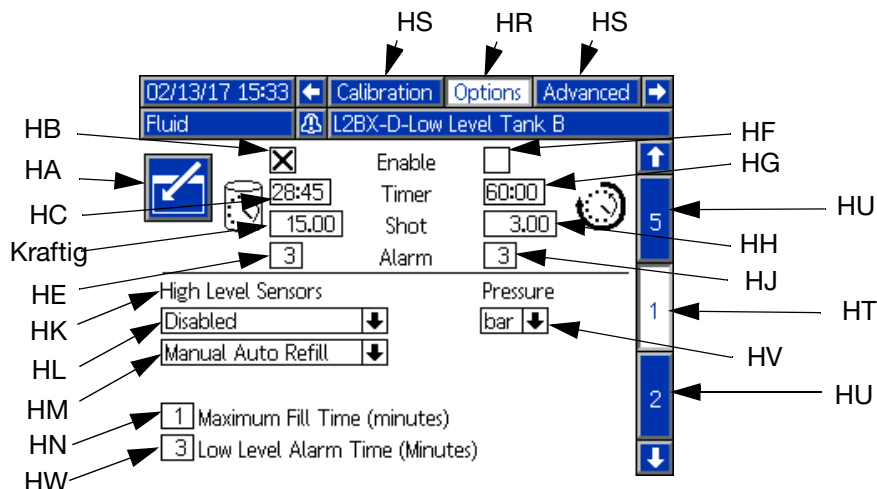 HS HR HS
02/13/17 15:33 Calibration Options Advanced
Fluid L2BX-D-Low Level Tank B
HB Enable HF
HA HG
28:45 Timer 60:00
HC HU
15.00 Shot 3.00 5
Kraftig HH
3 Alarm 3
HE HJ
High Level Sensors Pressure
HK 1 HT
Disabled bar
HL HV
Manual Auto Refill
HM 2 HU
1 Maximum Fill Time (minutes)
HN
3 Low Level Alarm Time (Minutes)
HW